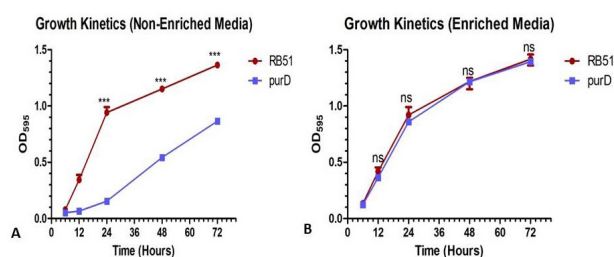 Growth Kinetics (Non-Enriched Media)
1.5
1.0
0.5
0.0
OD595
***
***
***
0 12 24 36 48 60 72
Time (Hours)
RB51
purD
A
Growth Kinetics (Enriched Media)
1.5
1.0
0.5
0.0
OD595
ns
ns
ns
ns
0 12 24 36 48 60 72
Time (Hours)
RB51
purD
B